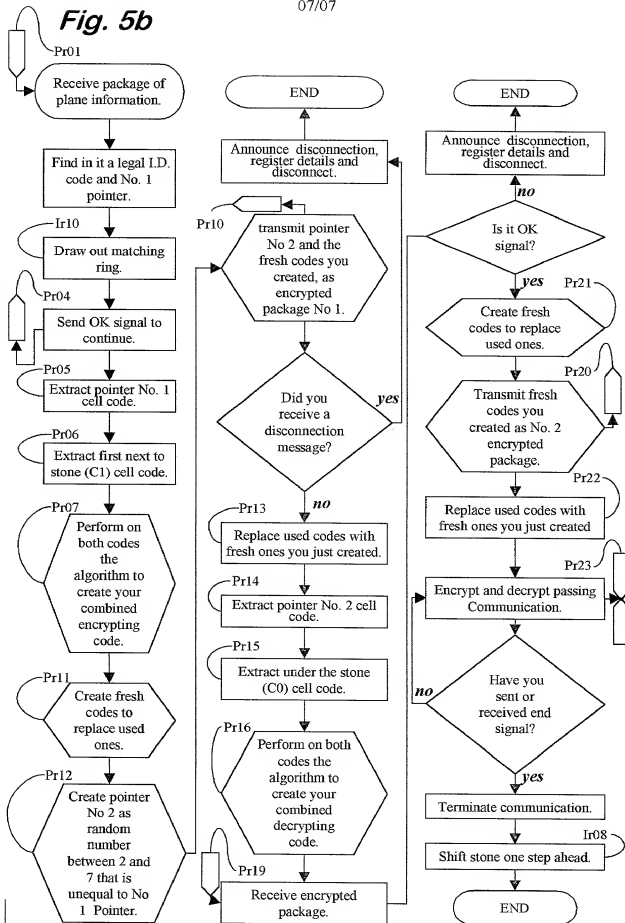 07/07
Fig. 5b
Pr01
Receive package of
plane information.
Find in it a legal I.D.
code and No. 1
pointer.
Ir10
Draw out matching
ring.
Pr04
Send OK signal to
continue.
Pr05
Extract pointer No. 1
cell code.
Pr06
Extract first next to
stone (C1) cell code.
Pr07
Perform on
both codes
the
algorithm to
create your
combined
encrypting
code.
Pr11
Create fresh
codes to
replace used
ones.
Pr12
Create pointer
No 2 as
random
number
between 2 and
7 that is
unequal to No
1 Pointer.
END
Announce disconnection,
register details and
disconnect.
Pr10
transmit pointer
No 2 and the
fresh codes you
created, as
encrypted
package No 1.
Did you
receive a
disconnection
message?
yes
no
Pr13
Replace used codes with
fresh ones you just created.
Pr14
Extract pointer No. 2 cell
code.
Pr15
Extract under the stone
(C0) cell code.
Pr16
Perform on both
codes the
algorithm to
create your
combined
decrypting
code.
Pr19
Receive encrypted
package.
END
Announce disconnection,
register details and
disconnect.
no
Is it OK
signal?
yes
Pr21
Create fresh
codes to replace
used ones.
Pr20
Transmit fresh
codes you
created as No. 2
encrypted
package.
Pr22
Replace used codes with
fresh ones you just created
Pr23
Encrypt and decrypt passing
Communication.
no
Have you
sent or
received end
signal?
yes
Terminate communication.
Ir08
Shift stone one step ahead.
END